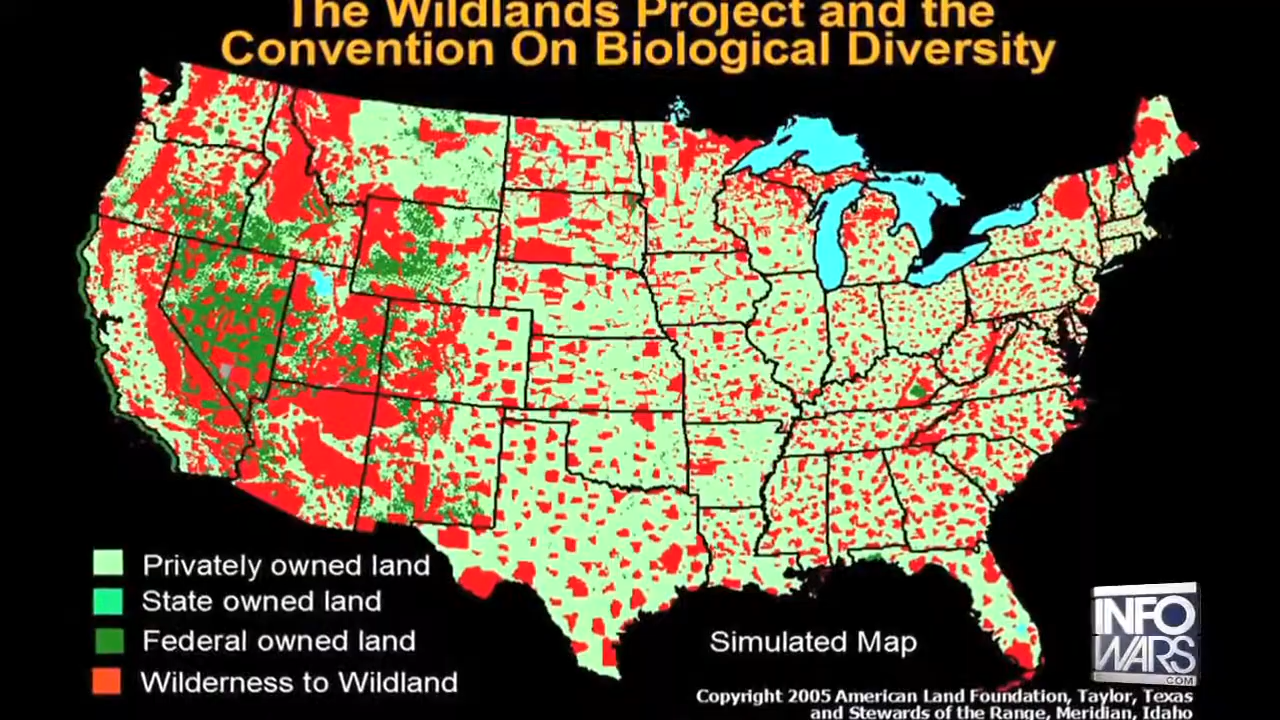 The Wildlands Project and the
Convention On Biological Diversity
Privately owned land
State owned land
Federal owned land
Wilderness to Wildland
Simulated Map
INFO
WARS
.COM
Copyright 2005 American Land Foundation, Taylor, Texas
and Stewards of the Range, Meridian, Idaho